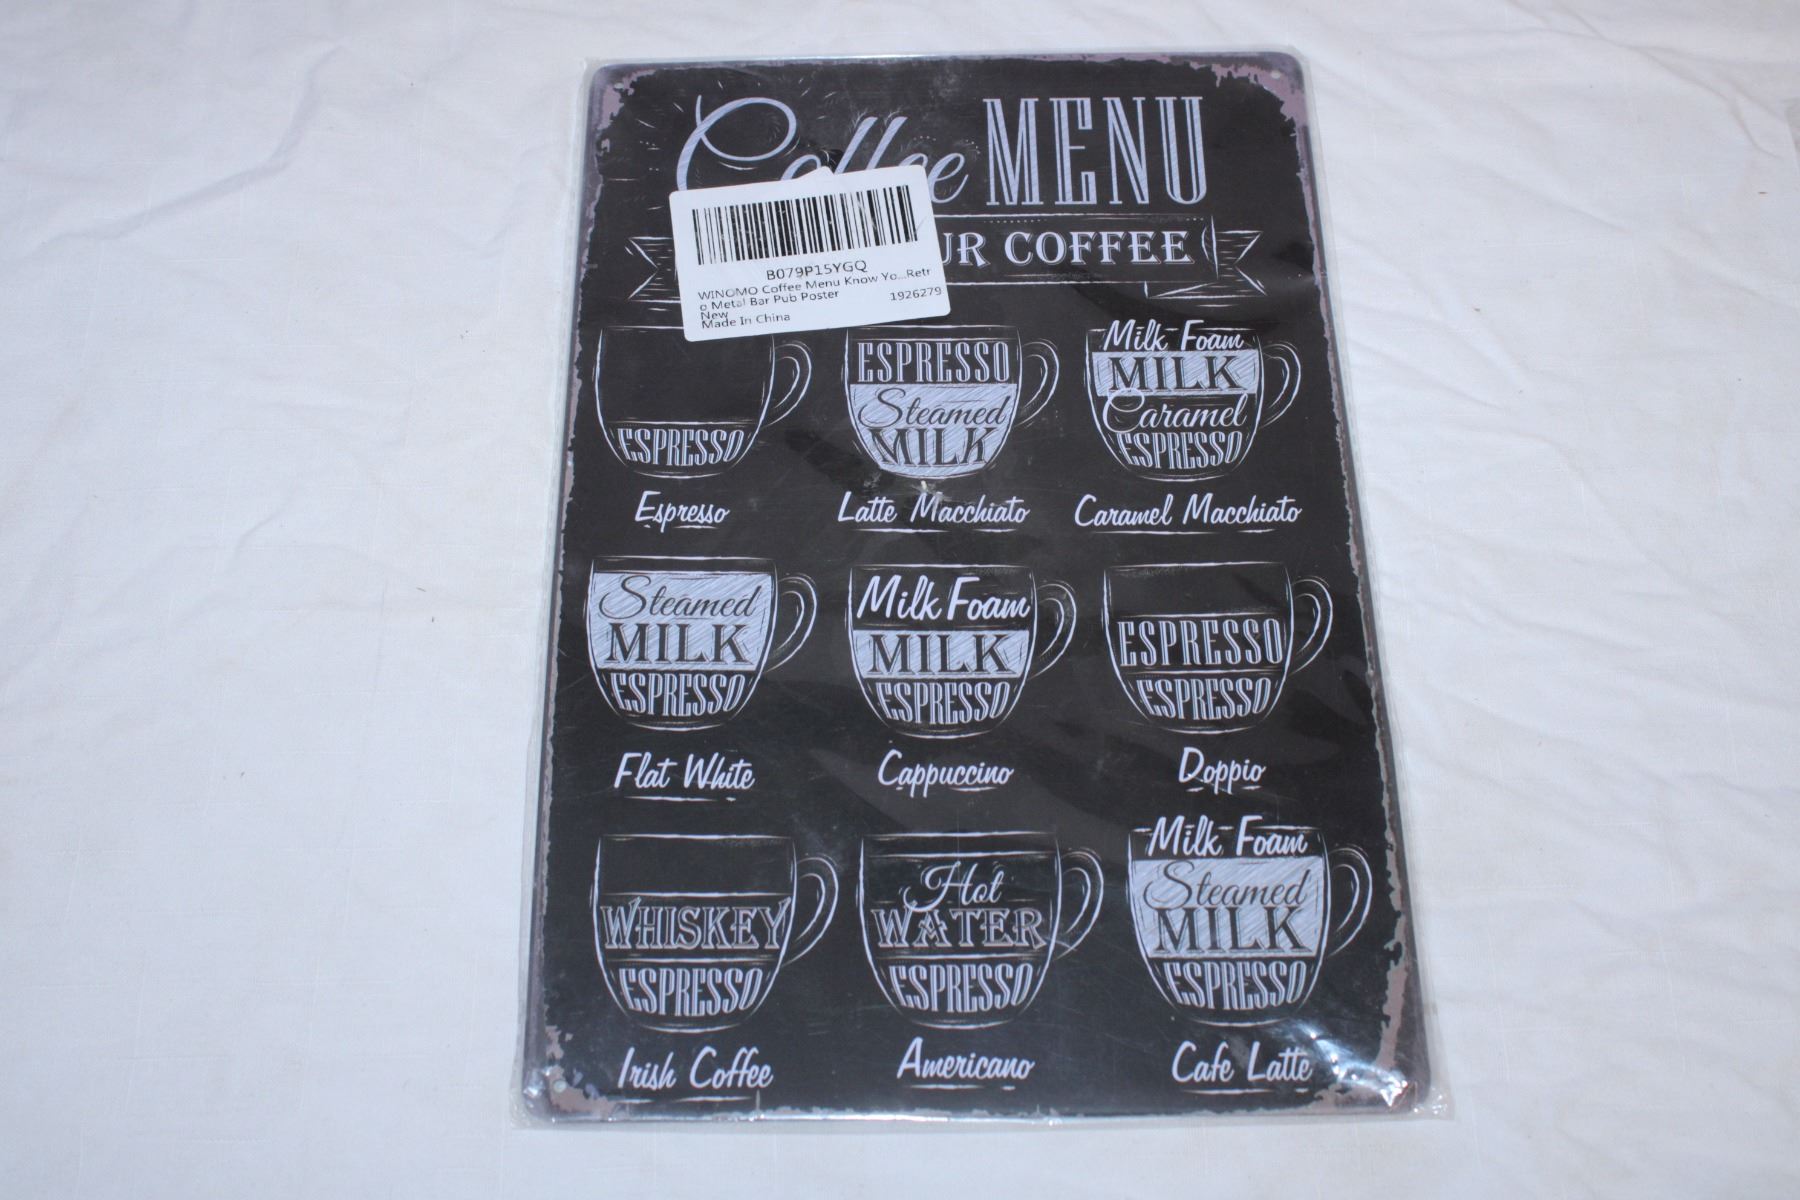 Coffee MENU
UR COFFEE
B079P15YGQ
WINOMO Coffee Menu Know Yo...Retr
o Metal Bar Pub Poster
1926279
New
Made In China
ESPRESSO
Espresso
ESPRESSO
Steamed
MILK
Latte Macchiato
Milk Foam
MILK
Caramel
ESPRESSO
Caramel Macchiato
Steamed
MILK
ESPRESSO
Flat White
Milk Foam
MILK
ESPRESSO
Cappuccino
ESPRESSO
ESPRESSO
Doppio
WHISKEY
ESPRESSO
Irish Coffee
Hot
WATER
ESPRESSO
Americano
Milk Foam
Steamed
MILK
ESPRESSO
Cafe Latte